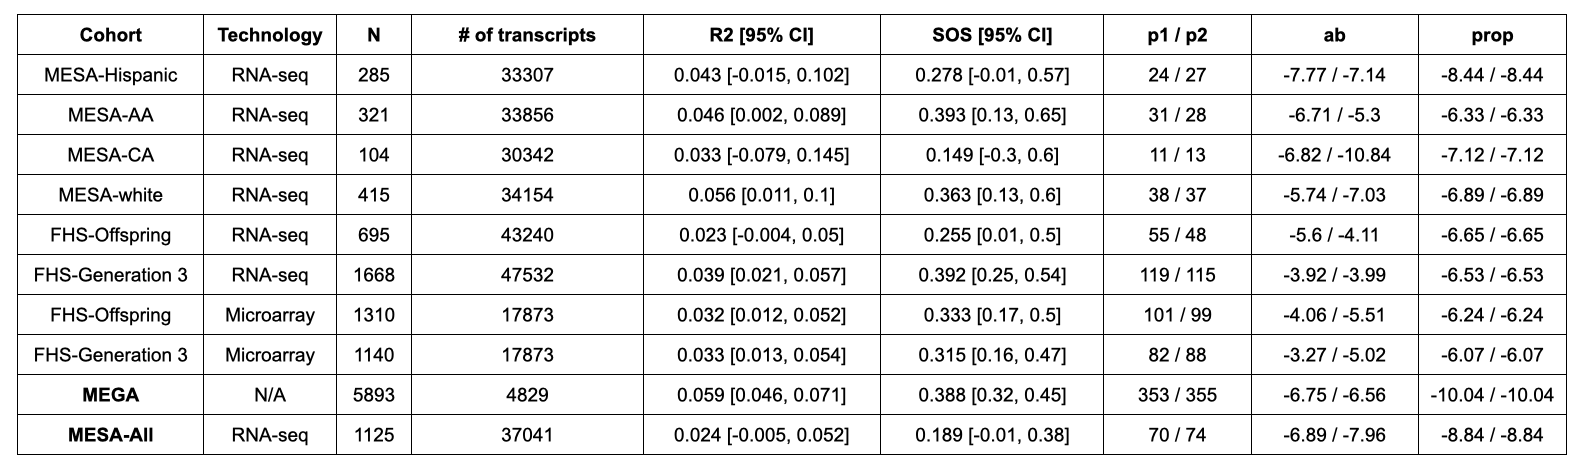 Cohort Technology N # of transcripts R2 [95% CI] SOS [95% CI] p1 / p2 ab prop
MESA-Hispanic RNA-seq 285 33307 0.043 [-0.015, 0.102] 0.278 [-0.01, 0.57] 24 / 27 -7.77 / -7.14 -8.44 / -8.44
MESA-AA RNA-seq 321 33856 0.046 [0.002, 0.089] 0.393 [0.13, 0.65] 31 / 28 -6.71 / -5.3 -6.33 / -6.33
MESA-CA RNA-seq 104 30342 0.033 [-0.079, 0.145] 0.149 [-0.3, 0.6] 11 / 13 -6.82 / -10.84 -7.12 / -7.12
MESA-white RNA-seq 415 34154 0.056 [0.011, 0.1] 0.363 [0.13, 0.6] 38 / 37 -5.74 / -7.03 -6.89 / -6.89
FHS-Offspring RNA-seq 695 43240 0.023 [-0.004, 0.05] 0.255 [0.01, 0.5] 55 / 48 -5.6 / -4.11 -6.65 / -6.65
FHS-Generation 3 RNA-seq 1668 47532 0.039 [0.021, 0.057] 0.392 [0.25, 0.54] 119 / 115 -3.92 / -3.99 -6.53 / -6.53
FHS-Offspring Microarray 1310 17873 0.032 [0.012, 0.052] 0.333 [0.17, 0.5] 101 / 99 -4.06 / -5.51 -6.24 / -6.24
FHS-Generation 3 Microarray 1140 17873 0.033 [0.013, 0.054] 0.315 [0.16, 0.47] 82 / 88 -3.27 / -5.02 -6.07 / -6.07
MEGA N/A 5893 4829 0.059 [0.046, 0.071] 0.388 [0.32, 0.45] 353 / 355 -6.75 / -6.56 -10.04 / -10.04
MESA-All RNA-seq 1125 37041 0.024 [-0.005, 0.052] 0.189 [-0.01, 0.38] 70 / 74 -6.89 / -7.96 -8.84 / -8.84